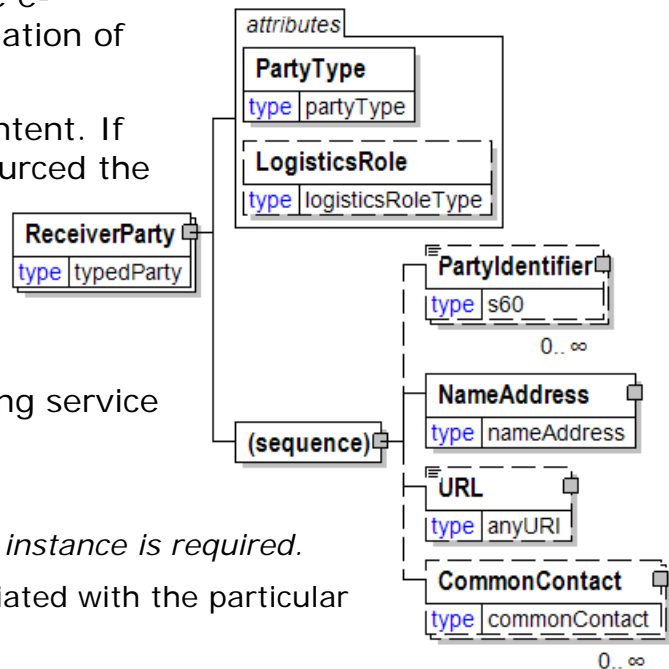 e e-
ation of
ntent. If
urced the
ng service
instance is required.
iated with the particular
attributes
PartyType
type partyType
LogisticsRole
type logisticsRoleType
ReceiverParty
type typedParty
(sequence)
PartyIdentifier
type s60
0.. ∞
NameAddress
type nameAddress
URL
type anyURI
CommonContact
type commonContact
0.. ∞